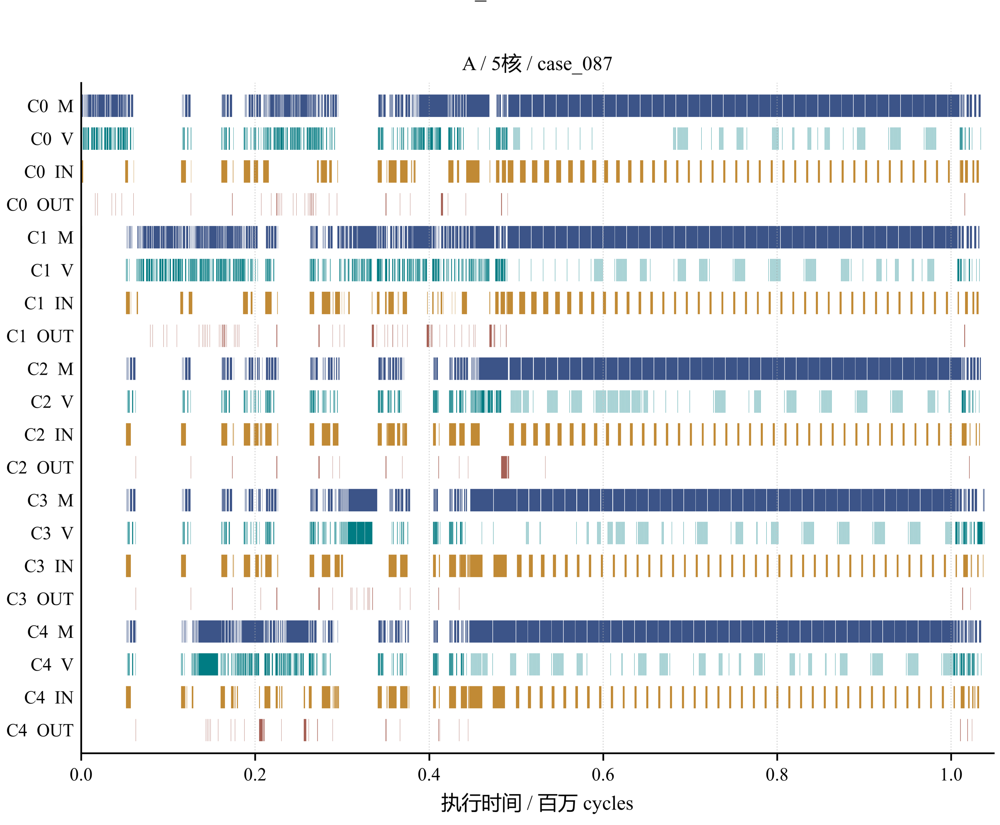 A / 5核 / case_087
C0 M
C0 V
C0 IN
C0 OUT
C1 M
C1 V
C1 IN
C1 OUT
C2 M
C2 V
C2 IN
C2 OUT
C3 M
C3 V
C3 IN
C3 OUT
C4 M
C4 V
C4 IN
C4 OUT
0.0 0.2 0.4 0.6 0.8 1.0
执行时间 / 百万 cycles